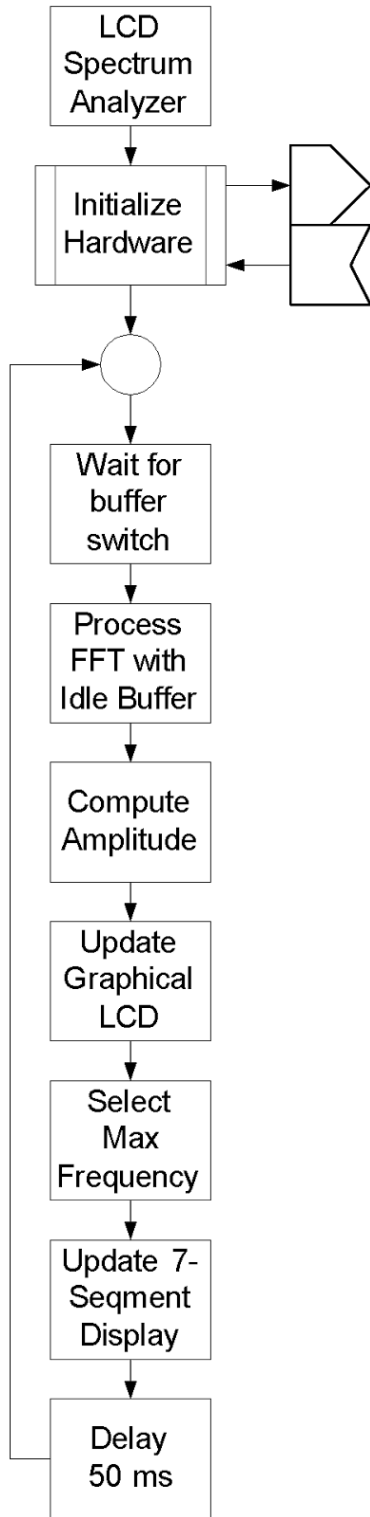 LCD
Spectrum
Analyzer
Initialize
Hardware
Wait for
buffer
switch
Process
FFT with
Idle Buffer
Compute
Amplitude
Update
Graphical
LCD
Select
Max
Frequency
Update 7-
Seqment
Display
Delay
50 ms